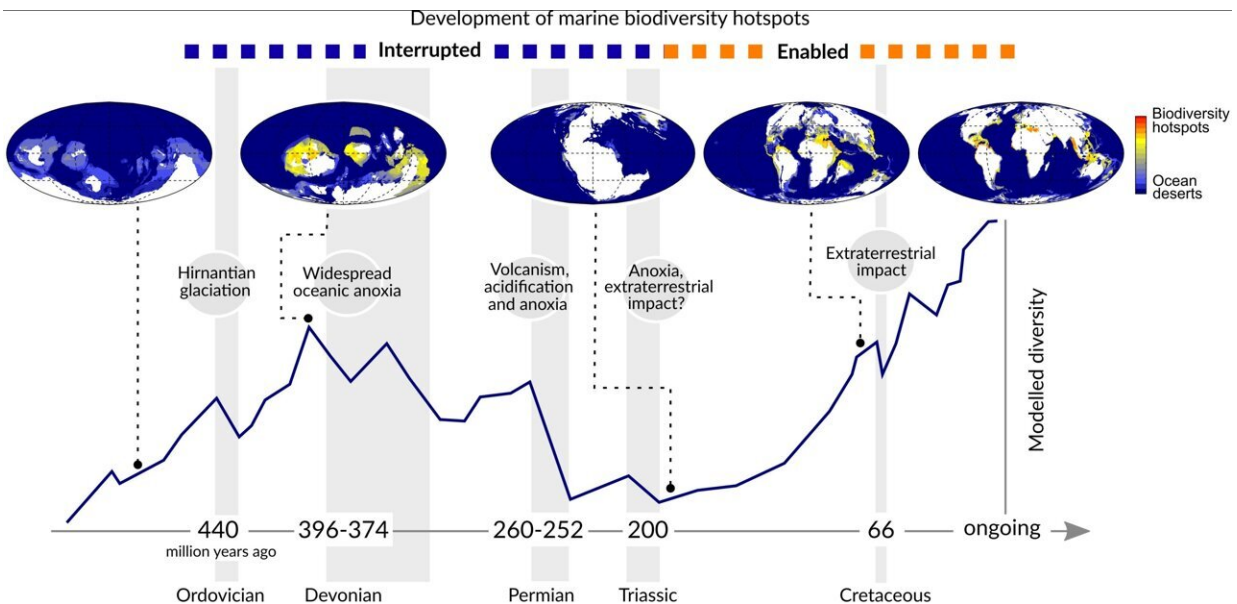 Development of marine biodiversity hotspots
Interrupted
Enabled
Biodiversity
hotspots
Ocean
deserts
Hirnantian
glaciation
Widespread
oceanic anoxia
Volcanism,
acidification
and anoxia
Anoxia,
extraterrestrial
impact?
Extraterrestrial
impact
Modelled diversity
440
396-374
260-252
200
66
ongoing
million years ago
Ordovician
Devonian
Permian
Triassic
Cretaceous